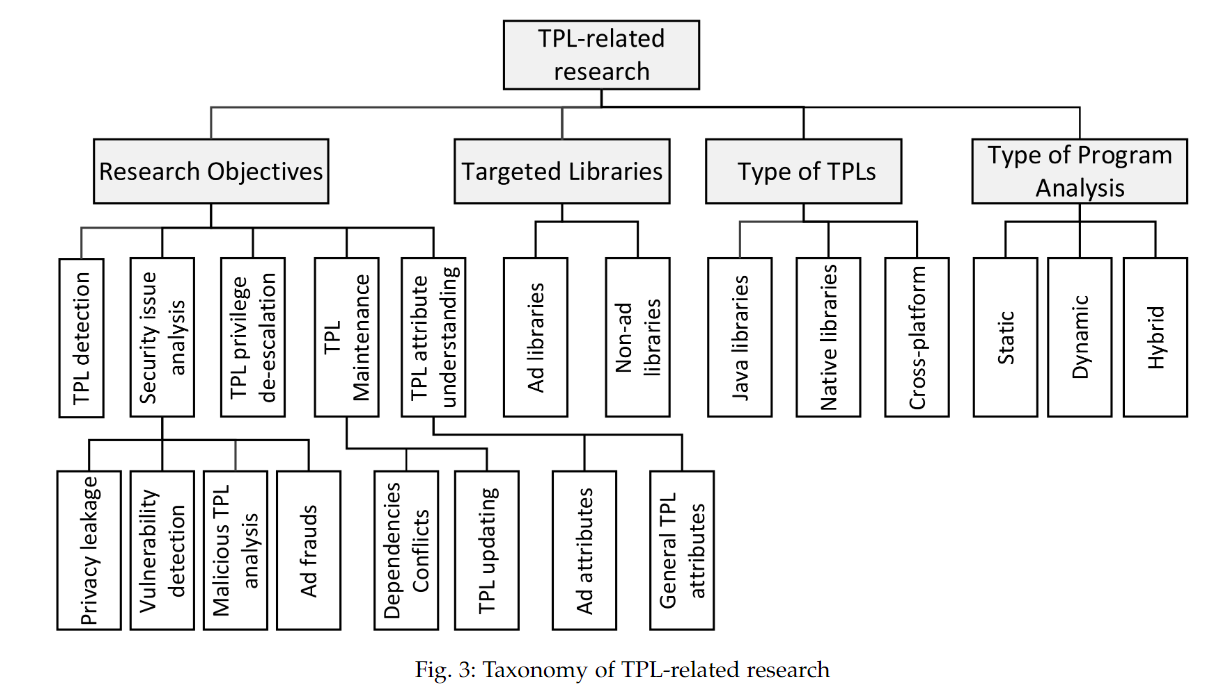 TPL-related
research
Research Objectives
Targeted Libraries
Type of TPLs
Type of Program
Analysis
TPL detection
Security issue
analysis
TPL privilege
de-escalation
TPL
Maintenance
TPL attribute
understanding
Ad libraries
Non-ad
libraries
Java libraries
Native libraries
Cross-platform
Static
Dynamic
Hybrid
Privacy leakage
Vulnerability
detection
Malicious TPL
analysis
Ad frauds
Dependencies
Conflicts
TPL updating
Ad attributes
General TPL
attributes
Fig. 3: Taxonomy of TPL-related research